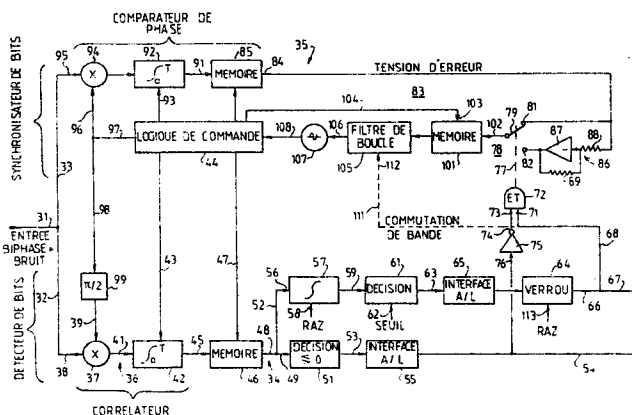 COMPARATEUR DE
PHASE
95 94 92 91 85 84 35
X ∫₀ᵀ MEMOIRE TENSION D'ERREUR
SYNCHRONISATEUR DE BITS
96 93 104 83 103 102 79 81
33 97 LOGIQUE DE COMMANDE 108 106 FILTRE DE BOUCLE MEMOIRE 78 87 88
44 107 105 112 101 77 82 86
69
98 ET 72
31 111 73 71
ENTREE COMMUTATION 74
BIPHASE + DE BANDE 75 68
BRUIT 43 47 76
32 99
π/2 56 57 59 61 63 65 64 67
DETECTEUR DE BITS
39 52 ∫ DECISION INTERFACE A/L VERROU 66
58 62 113
RAZ SEUIL RAZ
38 41 45 48 53
X ∫₀ᵀ MEMOIRE DECISION ≶ 0 INTERFACE A/L 54
37 36 42 46 34 49 51 55
CORRELATEUR